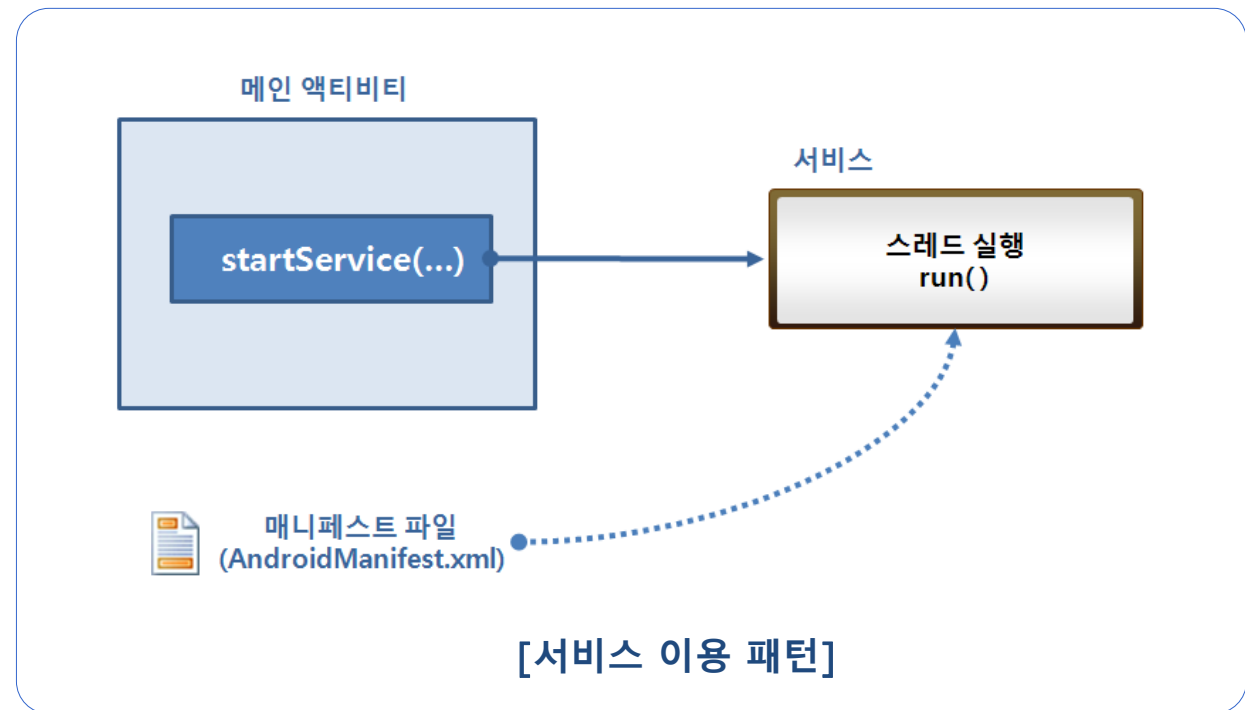 메인 액티비티
서비스
startService(...)
스레드 실행
run( )
매니페스트 파일
(AndroidManifest.xml)
[서비스 이용 패턴]